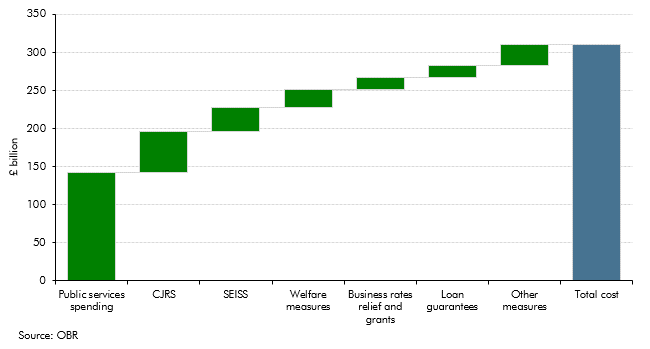 350
300
250
200
150
100
50
0
£ billion
Public services
spending
CJRS
SEISS
Welfare
measures
Business rates
relief and
grants
Loan
guarantees
Other
measures
Total cost
Source: OBR